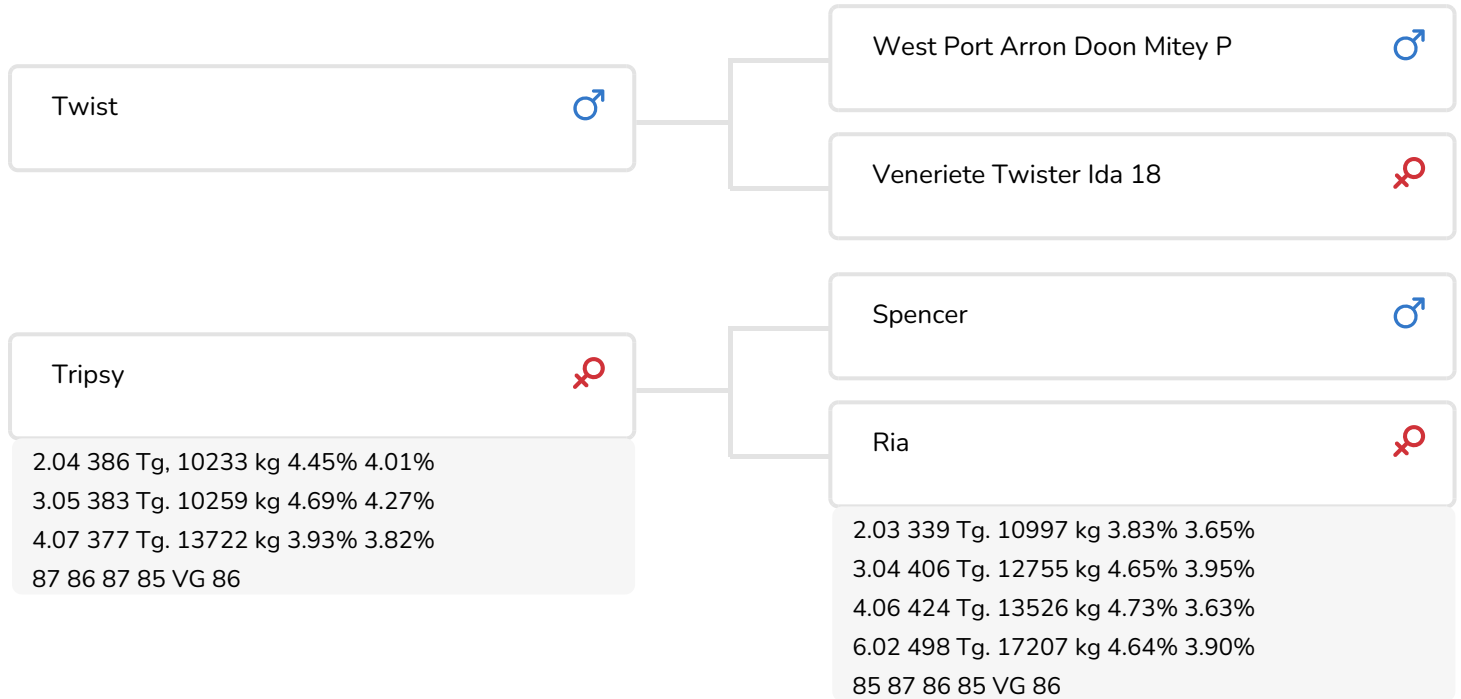 Twist
West Port Arron Doon Mitey P
Veneriete Twister Ida 18
Tripsy
2.04 386 Tg, 10233 kg 4.45% 4.01%
3.05 383 Tg. 10259 kg 4.69% 4.27%
4.07 377 Tg. 13722 kg 3.93% 3.82%
87 86 87 85 VG 86
Spencer
Ria
2.03 339 Tg. 10997 kg 3.83% 3.65%
3.04 406 Tg. 12755 kg 4.65% 3.95%
4.06 424 Tg. 13526 kg 4.73% 3.63%
6.02 498 Tg. 17207 kg 4.64% 3.90%
85 87 86 85 VG 86